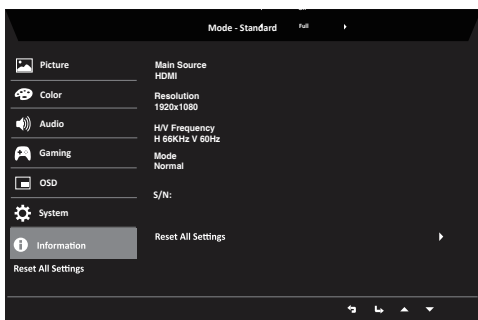 Mode - Standard Full
Picture
Color
Audio
Gaming
OSD
System
Information
Reset All Settings
Main Source
HDMI
Resolution
1920x1080
H/V Frequency
H 66KHz V 60Hz
Mode
Normal
S/N:
Reset All Settings